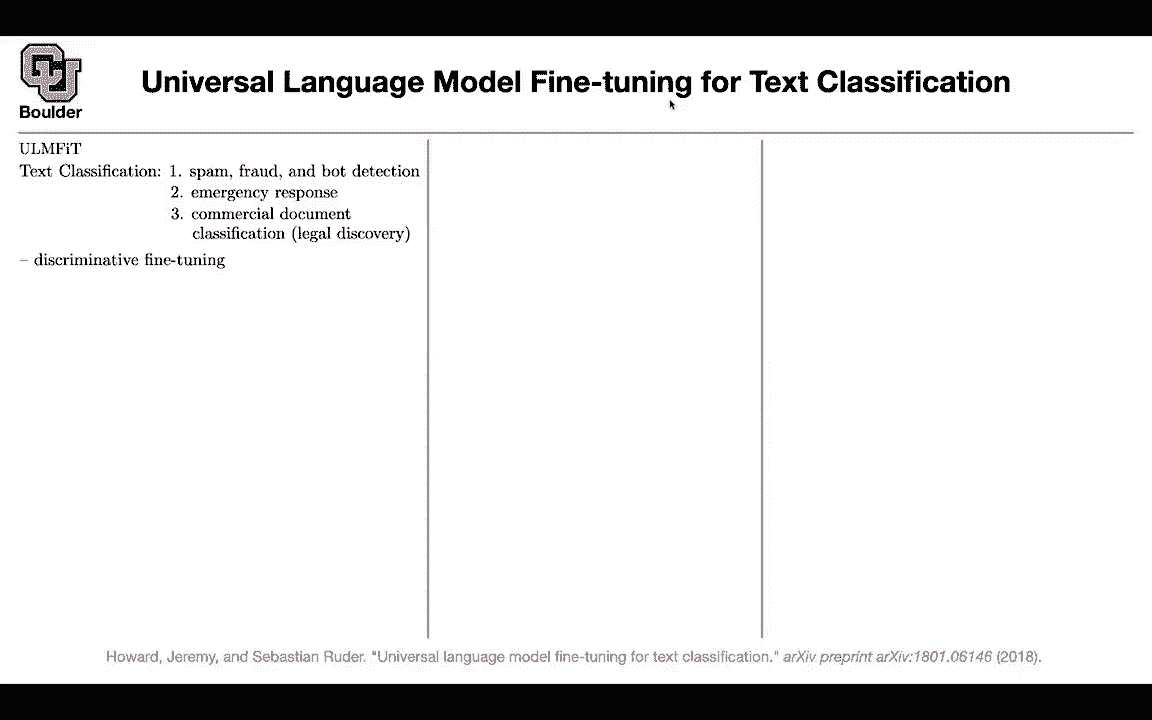 CU
Boulder
Universal Language Model Fine-tuning for Text Classification
ULMFiT
Text Classification: 1. spam, fraud, and bot detection
2. emergency response
3. commercial document
classification (legal discovery)
– discriminative fine-tuning
Howard, Jeremy, and Sebastian Ruder. "Universal language model fine-tuning for text classification." arXiv preprint arXiv:1801.06146 (2018).